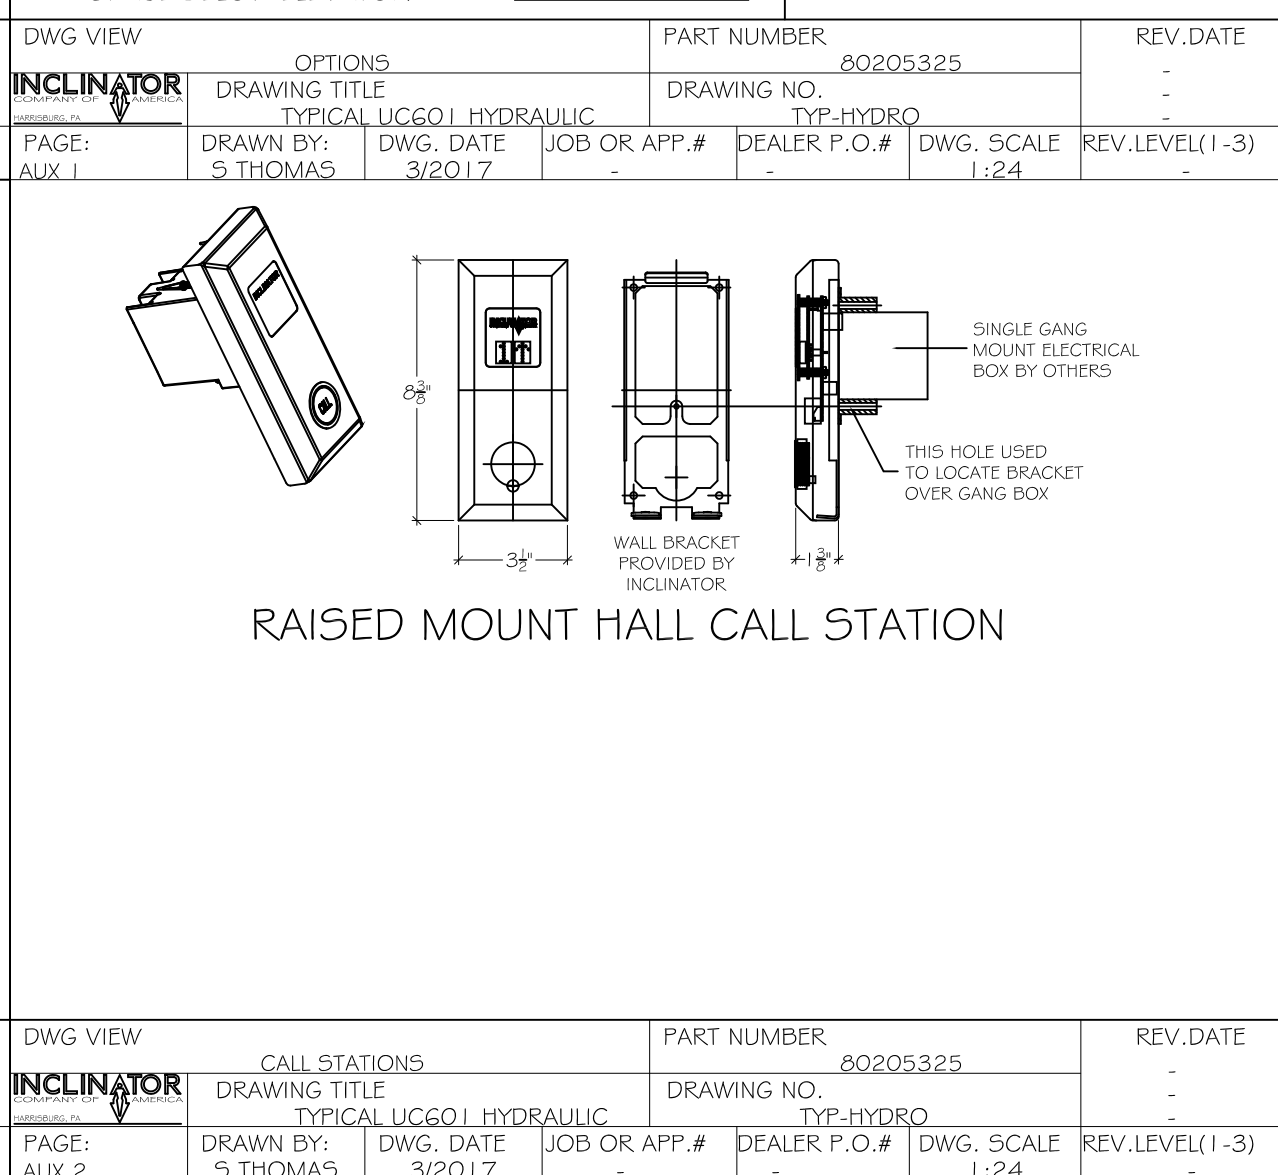 DWG VIEW
OPTIONS
PART NUMBER
80205325
REV.DATE
-
-
-
INCLINATOR
COMPANY OF AMERICA
HARRISBURG, PA
DRAWING TITLE
TYPICAL UC601 HYDRAULIC
DRAWING NO.
TYP-HYDRO
PAGE:
AUX 1
DRAWN BY:
S THOMAS
DWG. DATE
3/2017
JOB OR APP.#
-
DEALER P.O.#
-
DWG. SCALE
1:24
REV.LEVEL(1-3)
-
INCLINATOR
CALL
INCLINATOR
8 3/8"
3 1/2"
1 3/8"
SINGLE GANG
MOUNT ELECTRICAL
BOX BY OTHERS
THIS HOLE USED
TO LOCATE BRACKET
OVER GANG BOX
WALL BRACKET
PROVIDED BY
INCLINATOR
RAISED MOUNT HALL CALL STATION
DWG VIEW
CALL STATIONS
PART NUMBER
80205325
REV.DATE
-
-
-
INCLINATOR
COMPANY OF AMERICA
HARRISBURG, PA
DRAWING TITLE
TYPICAL UC601 HYDRAULIC
DRAWING NO.
TYP-HYDRO
PAGE:
AUX 2
DRAWN BY:
S THOMAS
DWG. DATE
3/2017
JOB OR APP.#
-
DEALER P.O.#
-
DWG. SCALE
1:24
REV.LEVEL(1-3)
-